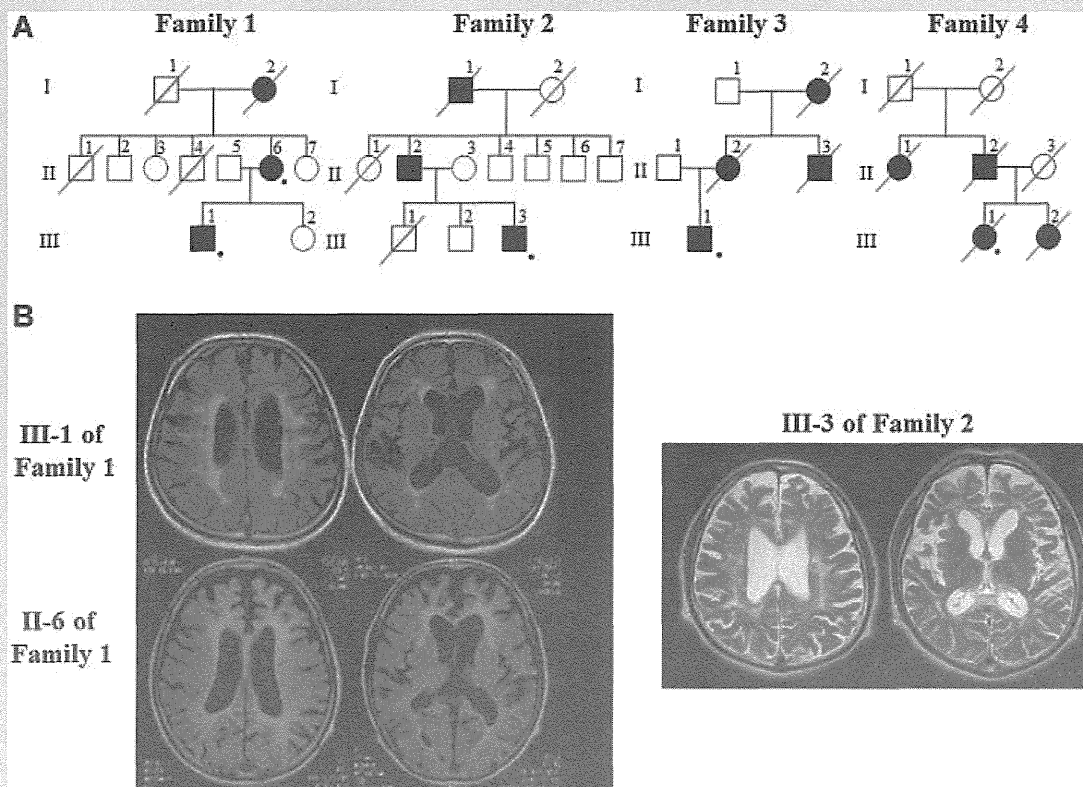 A Family 1 Family 2 Family 3 Family 4
1 2 1 2 1 2 1 2
I I I I
1 2 3 4 5 6 7 1 2 3 4 5 6 7 1 2 3 1 2 3
II II II II
1 2 1 2 3 1 1 2
III III III III
B
III-1 of
Family 1
II-6 of
Family 1
III-3 of Family 2